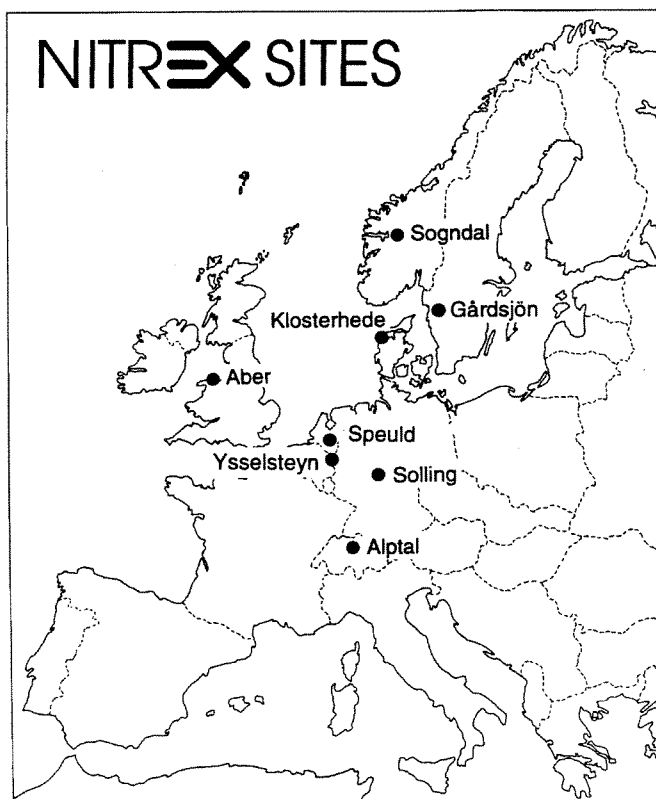 NITREX SITES
Sogndal
Gårdsjön
Klosterhede
Aber
Speuld
Ysselsteyn
Solling
Alptal